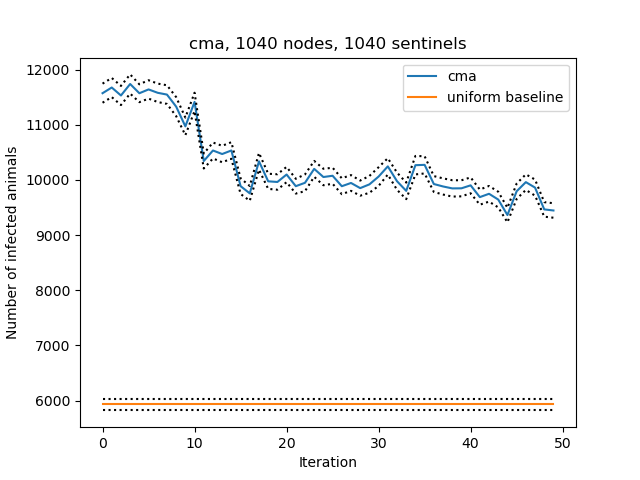 cma, 1040 nodes, 1040 sentinels
cma
uniform baseline
Number of infected animals
12000
11000
10000
9000
8000
7000
6000
0 10 20 30 40 50
Iteration